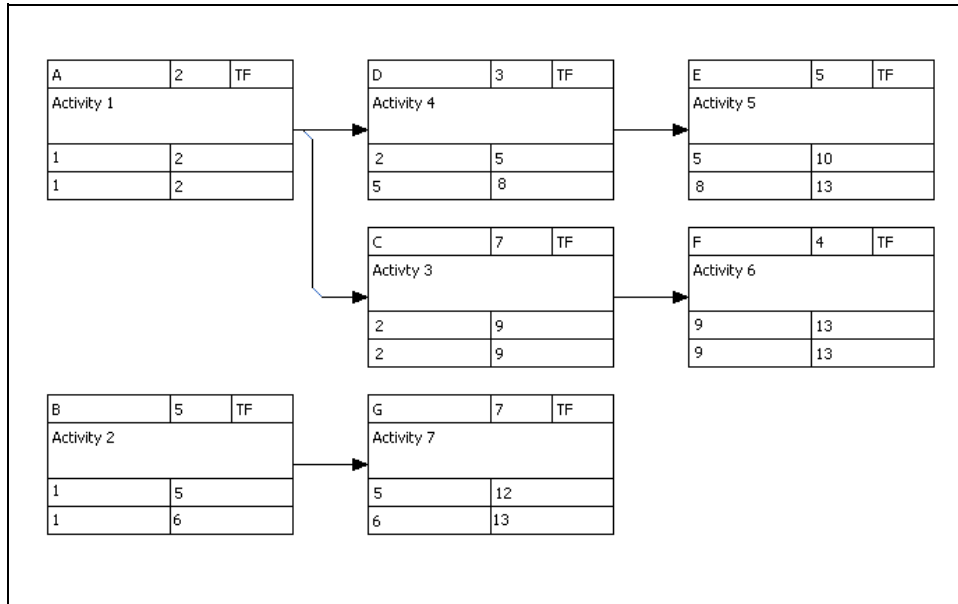 A 2 TF
Activity 1
1 2
1 2
D 3 TF
Activity 4
2 5
5 8
E 5 TF
Activity 5
5 10
8 13
C 7 TF
Activty 3
2 9
2 9
F 4 TF
Activity 6
9 13
9 13
B 5 TF
Activity 2
1 5
1 6
G 7 TF
Activity 7
5 12
6 13